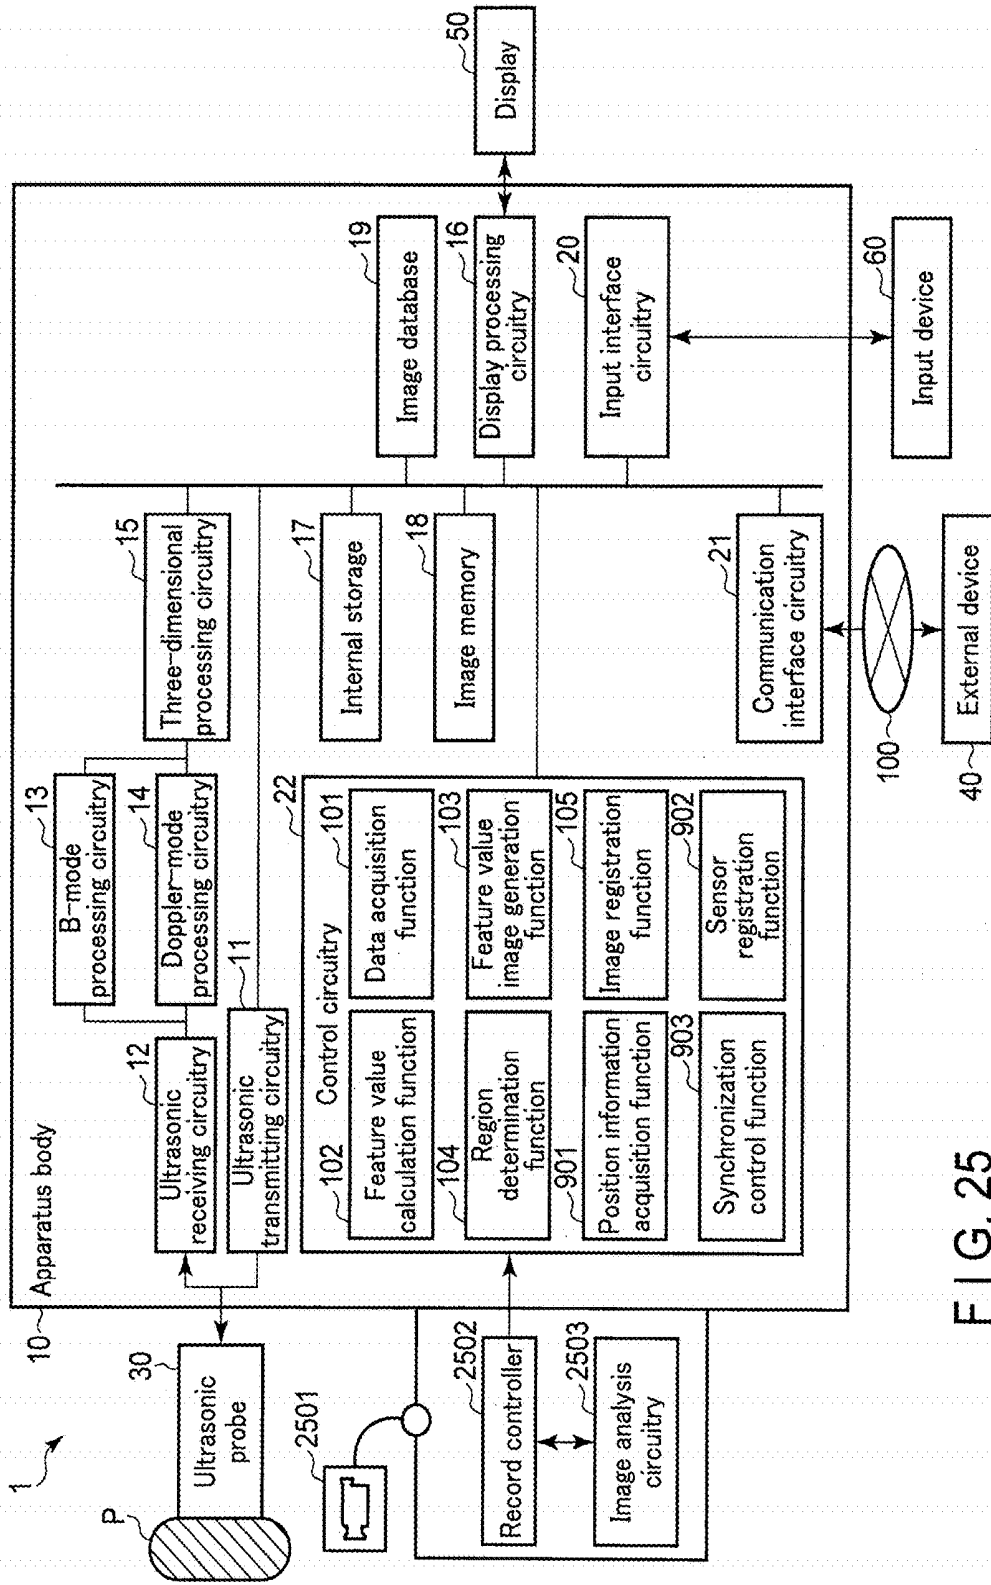 1
P
30
Ultrasonic
probe
10
Apparatus body
12
Ultrasonic
receiving circuitry
11
Ultrasonic
transmitting circuitry
13
B-mode
processing circuitry
14
Doppler-mode
processing circuitry
15
Three-dimensional
processing circuitry
17
Internal storage
18
Image memory
19
Image database
16
Display processing
circuitry
50
Display
20
Input interface
circuitry
60
Input device
21
Communication
interface circuitry
100
40
External device
22
Control circuitry
102
Feature value
calculation function
101
Data acquisition
function
104
Region
determination
function
103
Feature value
image generation
function
901
Position information
acquisition function
105
Image registration
function
903
Synchronization
control function
902
Sensor
registration
function
2501
2502
Record controller
2503
Image analysis
circuitry
F I G. 25